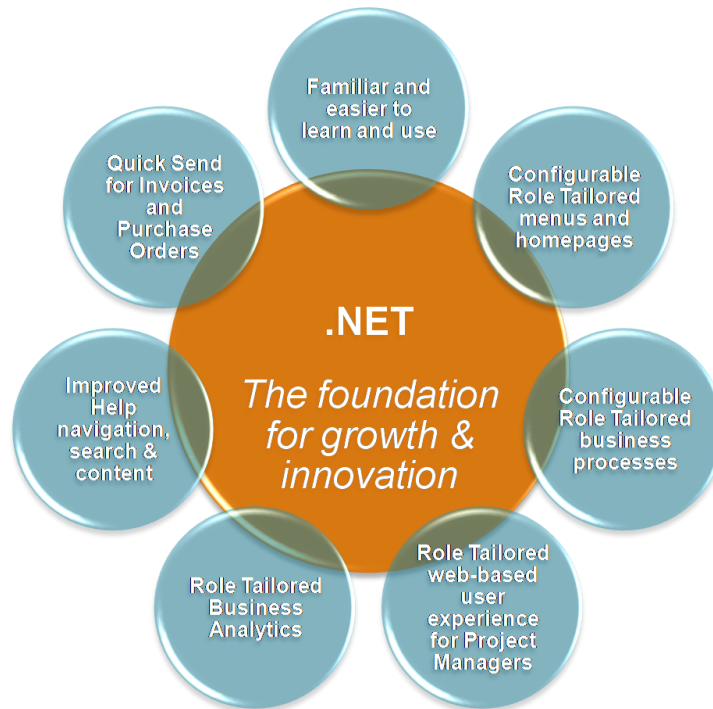 Familiar and
easier to
learn and use
Configurable
Role Tailored
menus and
homepages
Configurable
Role Tailored
business
processes
Role Tailored
web-based
user
experience
for Project
Managers
Role Tailored
Business
Analytics
Improved
Help
navigation,
search &
content
Quick Send
for Invoices
and
Purchase
Orders
.NET
The foundation
for growth &
innovation